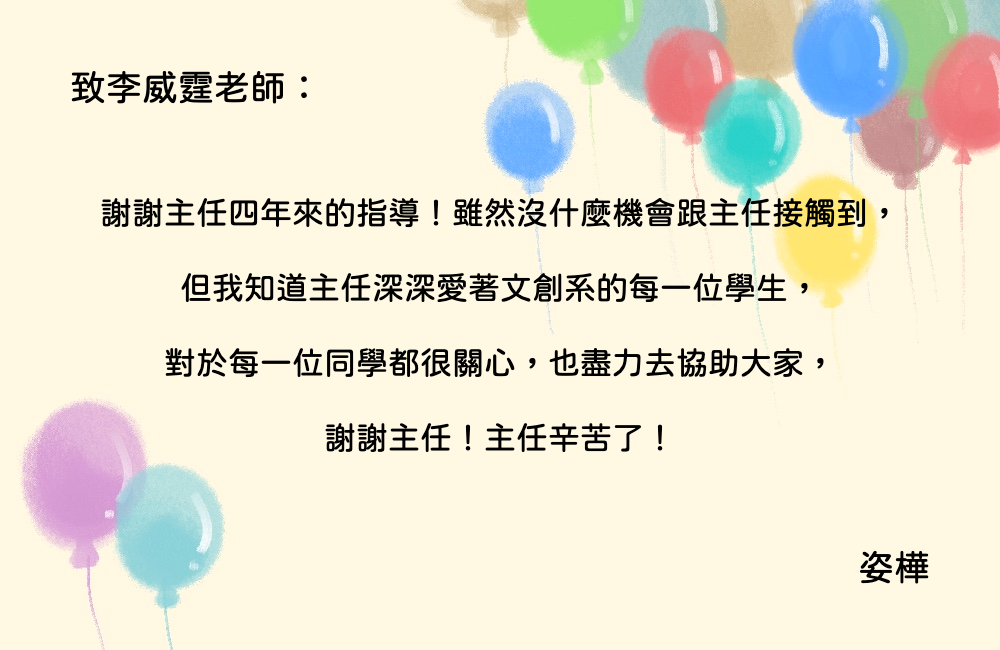 致李威霆老師：
謝謝主任四年來的指導！雖然沒什麼機會跟主任接觸到，
但我知道主任深深愛著文創系的每一位學生，
對於每一位同學都很關心，也盡力去協助大家，
謝謝主任！主任辛苦了！
姿樺